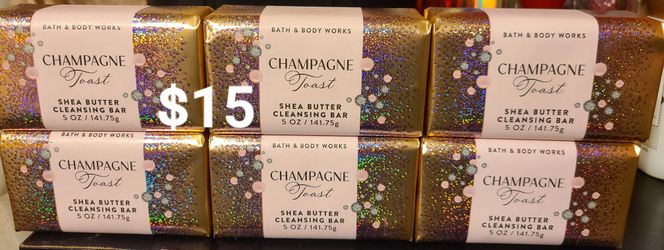 CHAMPAGNE
Toast
SHEA BUTTER
CLEANSING BAR
5 OZ / 141.75g
BATH & BODY WORKS
CHAMPAGNE
Toast
SHEA BUTTER
CLEANSING BAR
5 OZ / 141.75g
BATH & BODY WORKS
CHAMPAGNE
Toast
SHEA BUTTER
CLEANSING BAR
5 OZ / 141.75g
$15
BATH & BODY WORKS
CHAMPAGNE
Toast
SHEA BUTTER
CLEANSING BAR
5 OZ / 141.75g
BATH & BODY WORKS
CHAMPAGNE
Toast
SHEA BUTTER
CLEANSING BAR
5 OZ / 141.75g
BATH & BODY WORKS
CHAMPAGNE
Toast
SHEA BUTTER
CLEANSING BAR
5 OZ / 141.75g